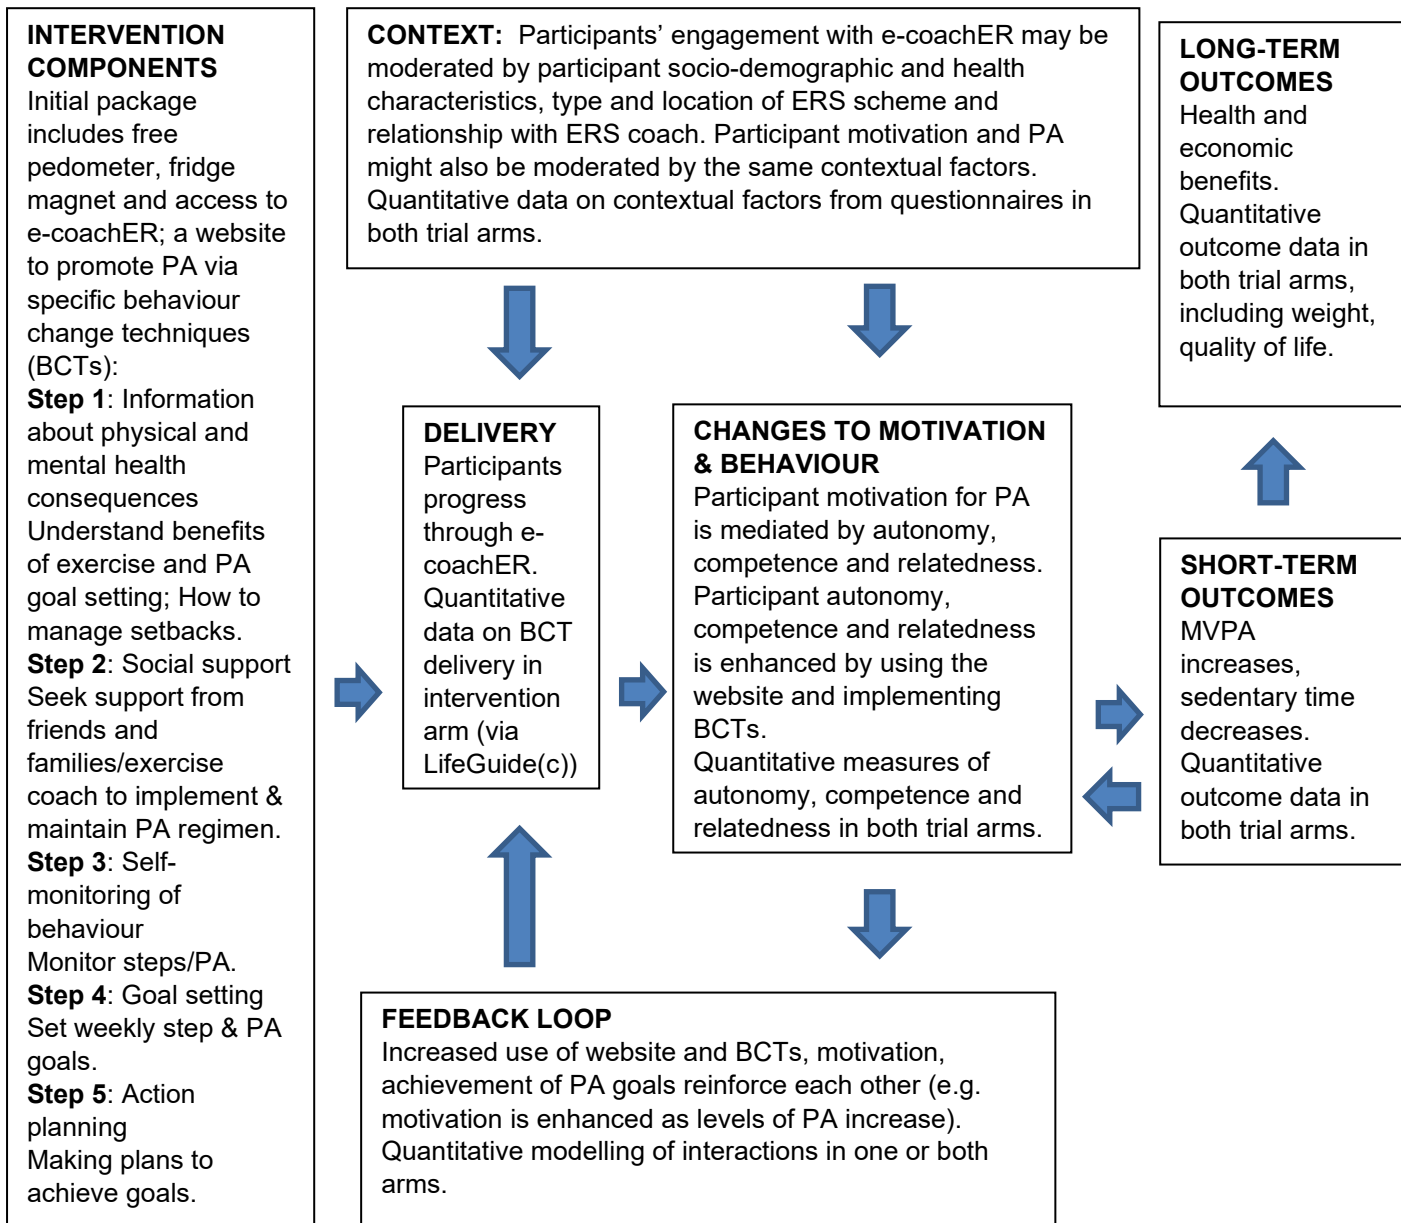 INTERVENTION
COMPONENTS
Initial package
includes free
pedometer, fridge
magnet and access to
e-coachER; a website
to promote PA via
specific behaviour
change techniques
(BCTs):
Step 1: Information
about physical and
mental health
consequences
Understand benefits
of exercise and PA
goal setting; How to
manage setbacks.
Step 2: Social support
Seek support from
friends and
families/exercise
coach to implement &
maintain PA regimen.
Step 3: Self-
monitoring of
behaviour
Monitor steps/PA.
Step 4: Goal setting
Set weekly step & PA
goals.
Step 5: Action
planning
Making plans to
achieve goals.
CONTEXT:  Participants’ engagement with e-coachER may be
moderated by participant socio-demographic and health
characteristics, type and location of ERS scheme and
relationship with ERS coach. Participant motivation and PA
might also be moderated by the same contextual factors.
Quantitative data on contextual factors from questionnaires in
both trial arms.
DELIVERY
Participants
progress
through e-
coachER.
Quantitative
data on BCT
delivery in
intervention
arm (via
LifeGuide(c))
CHANGES TO MOTIVATION
& BEHAVIOUR
Participant motivation for PA
is mediated by autonomy,
competence and relatedness.
Participant autonomy,
competence and relatedness
is enhanced by using the
website and implementing
BCTs.
Quantitative measures of
autonomy, competence and
relatedness in both trial arms.
FEEDBACK LOOP
Increased use of website and BCTs, motivation,
achievement of PA goals reinforce each other (e.g.
motivation is enhanced as levels of PA increase).
Quantitative modelling of interactions in one or both
arms.
LONG-TERM
OUTCOMES
Health and
economic
benefits.
Quantitative
outcome data in
both trial arms,
including weight,
quality of life.
SHORT-TERM
OUTCOMES
MVPA
increases,
sedentary time
decreases.
Quantitative
outcome data in
both trial arms.